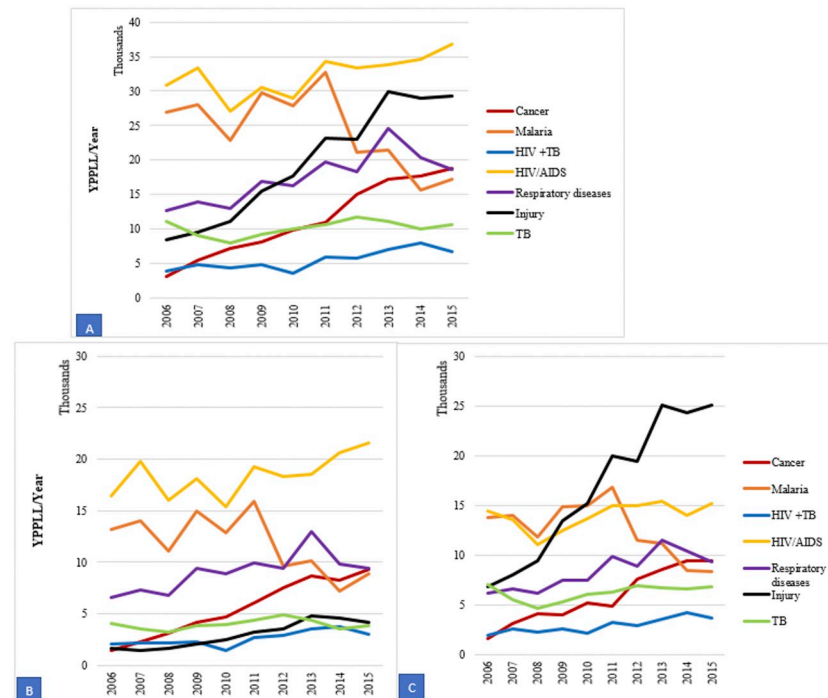 40
Thousands
35
30
25
20
15
10
5
0
YPPLL/Year
2006
2007
2008
2009
2010
2011
2012
2013
2014
2015
Cancer
Malaria
HIV +TB
HIV/AIDS
Respiratory diseases
Injury
TB
A
30
Thousands
25
20
15
10
5
0
YPPLL/Year
2006
2007
2008
2009
2010
2011
2012
2013
2014
2015
B
30
Thousands
25
20
15
10
5
0
2006
2007
2008
2009
2010
2011
2012
2013
2014
2015
Cancer
Malaria
HIV +TB
HIV/AIDS
Respiratory
diseases
Injury
TB
C